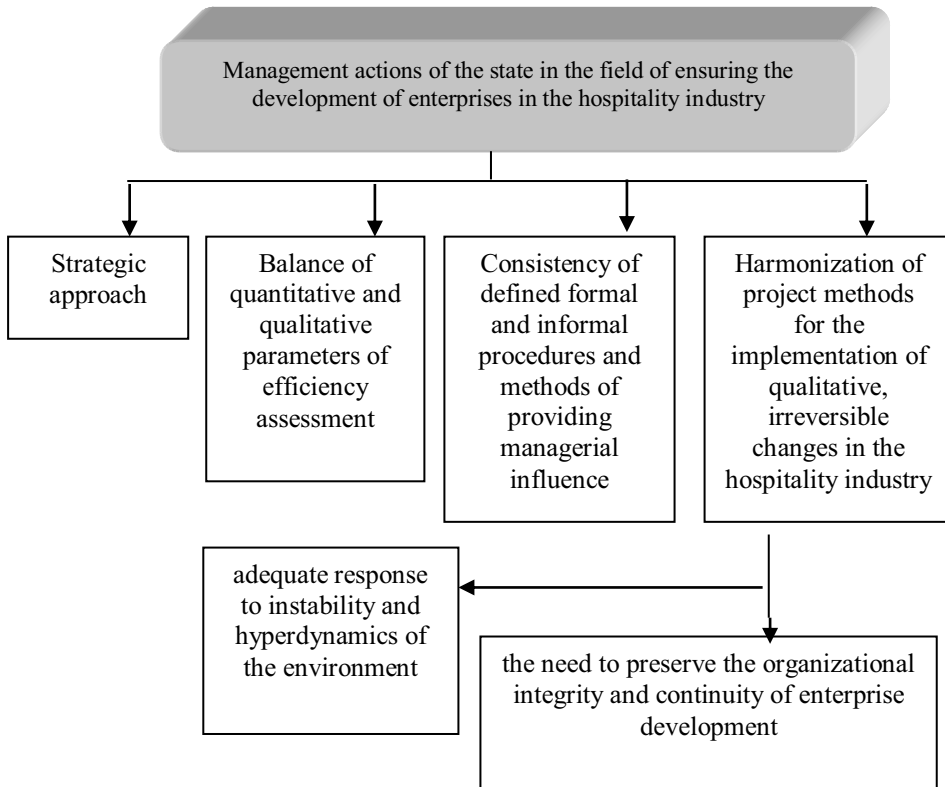 Management actions of the state in the field of ensuring the
development of enterprises in the hospitality industry
Strategic
approach
Balance of
quantitative and
qualitative
parameters of
efficiency
assessment
Consistency of
defined formal
and informal
procedures and
methods of
providing
managerial
influence
Harmonization of
project methods
for the
implementation of
qualitative,
irreversible
changes in the
hospitality industry
adequate response
to instability and
hyperdynamics of
the environment
the need to preserve the organizational
integrity and continuity of enterprise
development